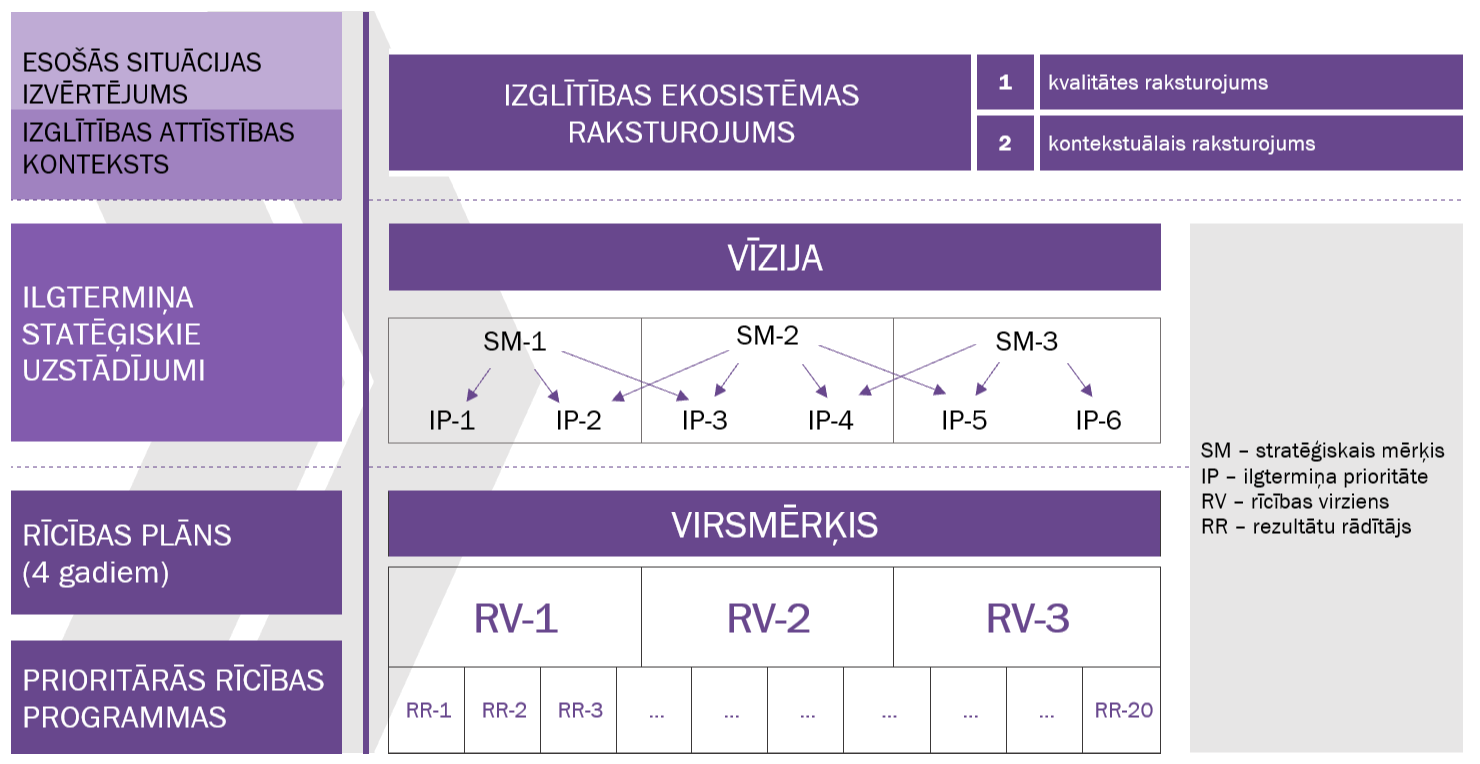 ESOŠĀS SITUĀCIJAS
IZVĒRTĒJUMS
IZGLĪTĪBAS ATTĪSTĪBAS
KONTEKSTS
IZGLĪTĪBAS EKOSISTĒMAS
RAKSTUROJUMS
1 kvalitātes raksturojums
2 kontekstuālais raksturojums
ILGTERMIŅA
STATĒĢISKIE
UZSTĀDĪJUMI
VĪZIJA
SM-1 SM-2 SM-3
IP-1 IP-2 IP-3 IP-4 IP-5 IP-6
SM – stratēģiskais mērķis
IP – ilgtermiņa prioritāte
RV – rīcības virziens
RR – rezultātu rādītājs
RĪCĪBAS PLĀNS
(4 gadiem)
VIRSMĒRĶIS
RV-1 RV-2 RV-3
PRIORITĀRĀS RĪCĪBAS
PROGRAMMAS
RR-1 RR-2 RR-3 ... ... ... ... ... ... RR-20